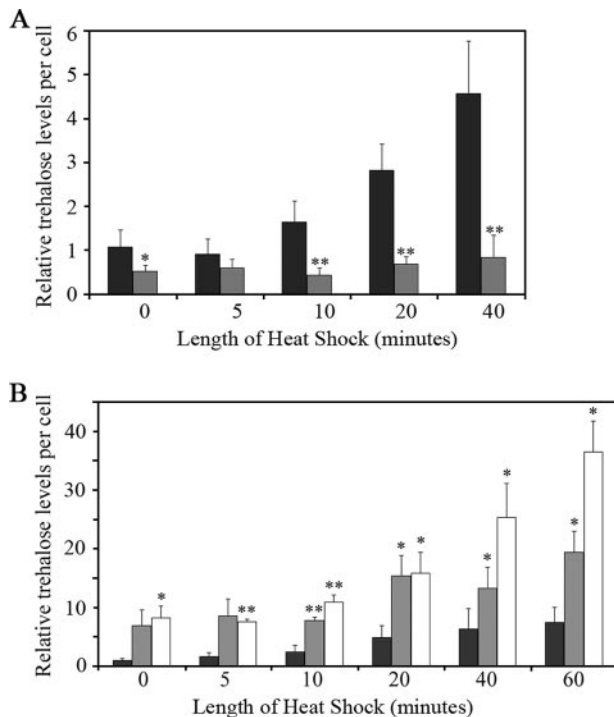 A
Relative trehalose levels per cell
6
5
4
3
2
1
0
*
**
**
**
0 5 10 20 40
Length of Heat Shock (minutes)
B
Relative trehalose levels per cell
40
30
20
10
0
*
**
** **
* *
* *
* *
0 5 10 20 40 60
Length of Heat Shock (minutes)